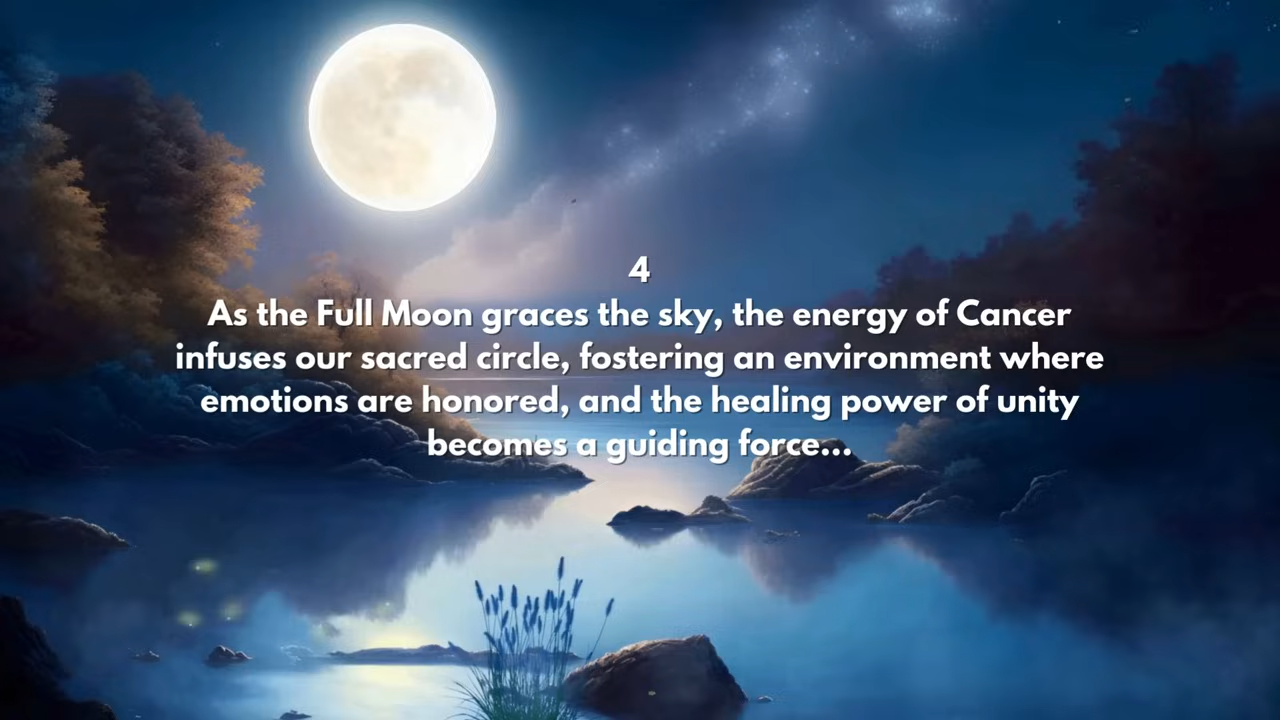 4
As the Full Moon graces the sky, the energy of Cancer
infuses our sacred circle, fostering an environment where
emotions are honored, and the healing power of unity
becomes a guiding force...